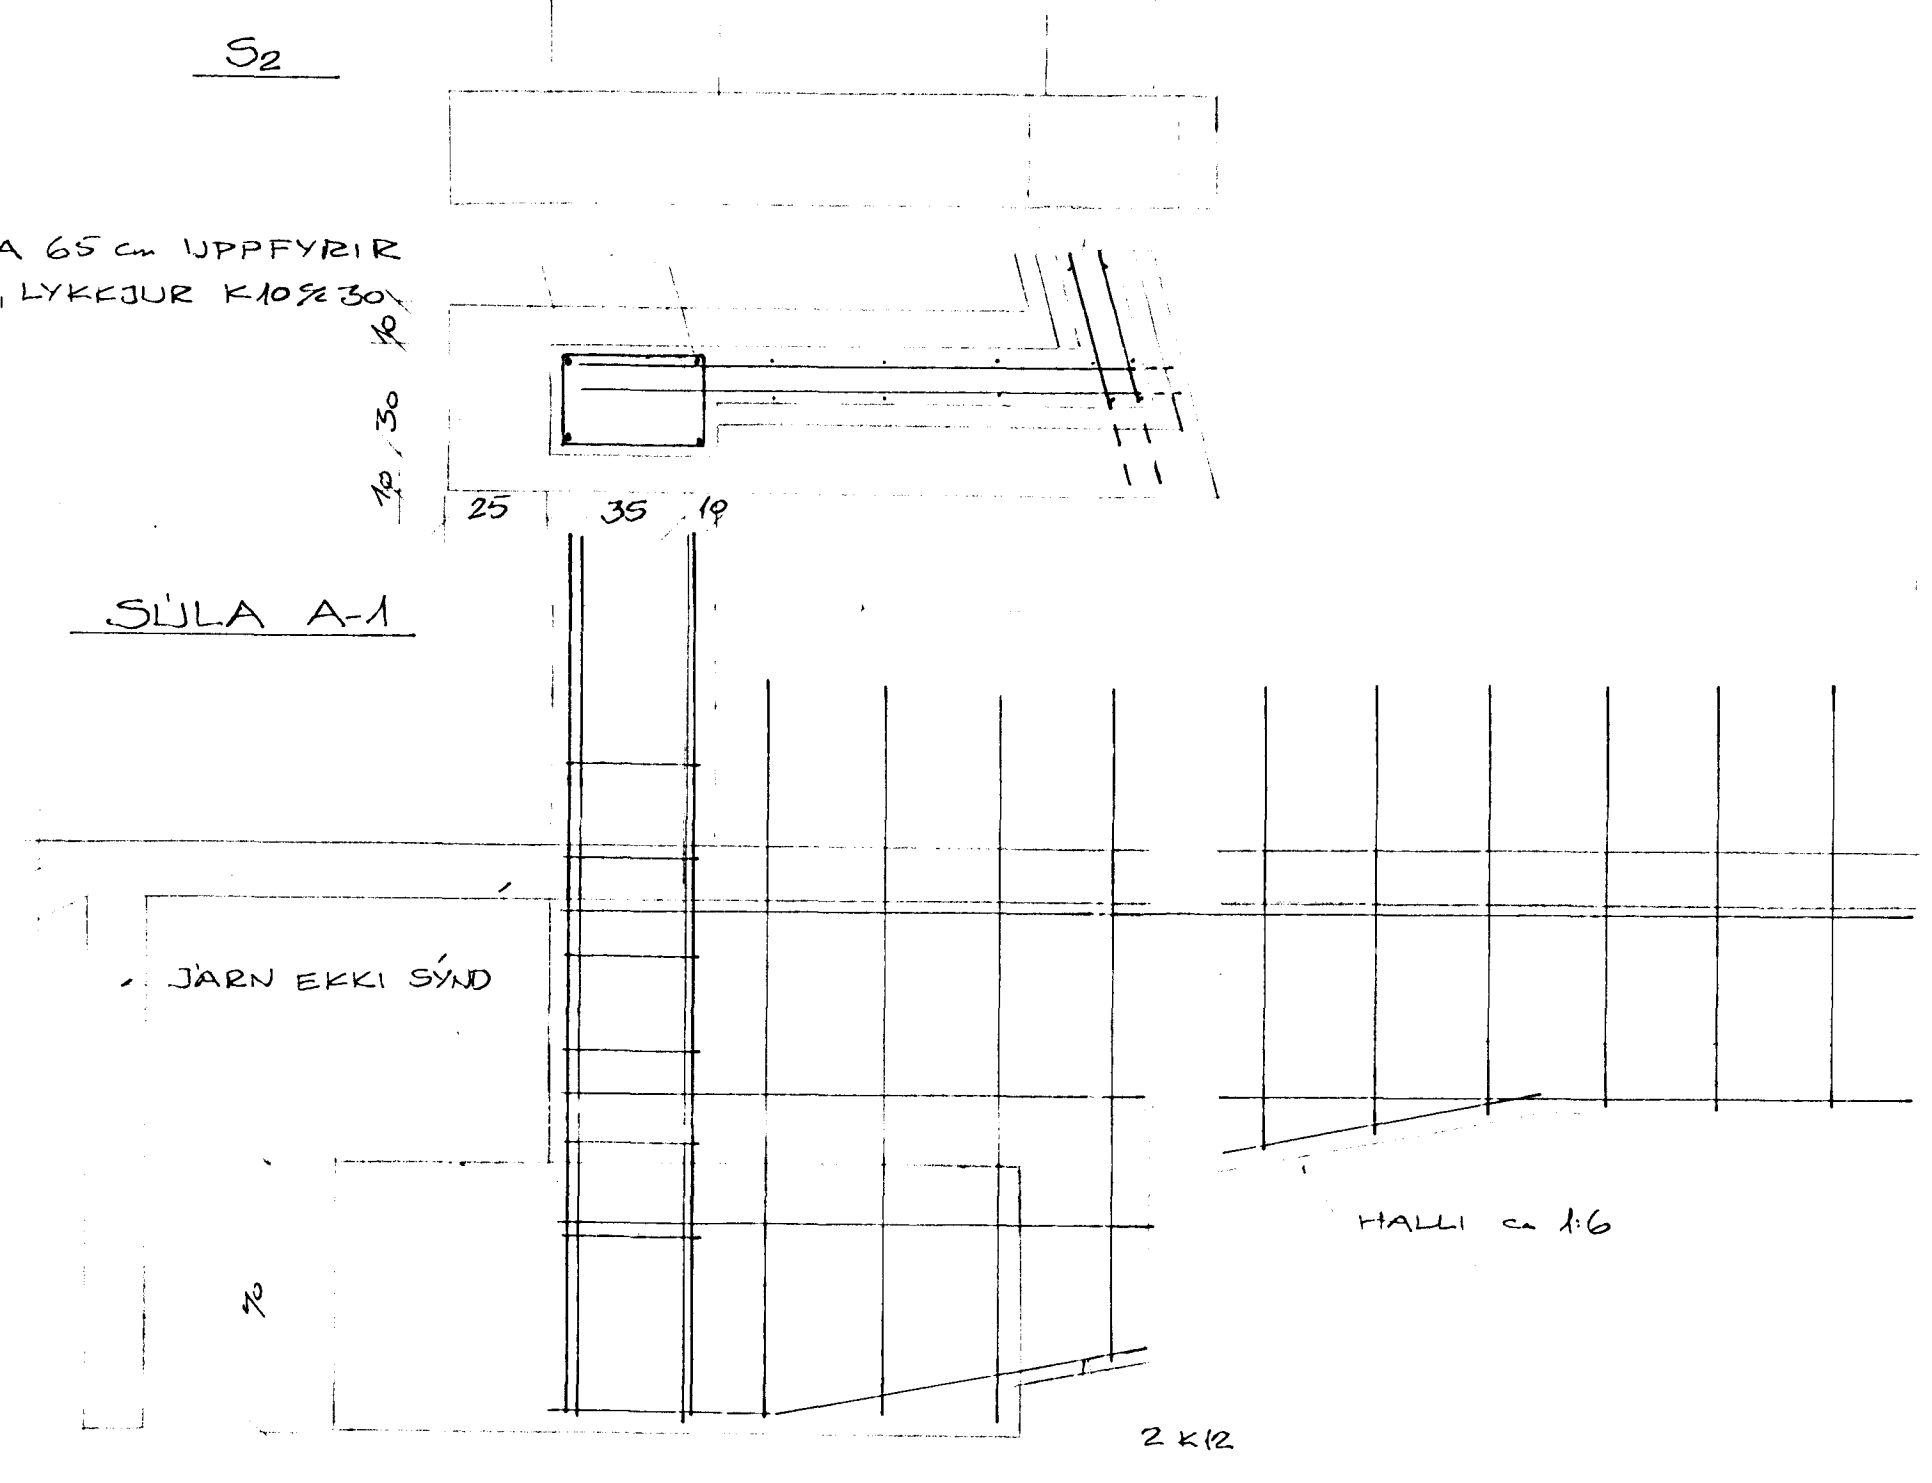 S2
A 65 cm UPPFYRIR
, LYKKJUR K10 % 30
10
30
10
25 35 10
SÚLA A-1
JÁRN EKKI SÝND
HALLI ca 1:6
70
2 K12